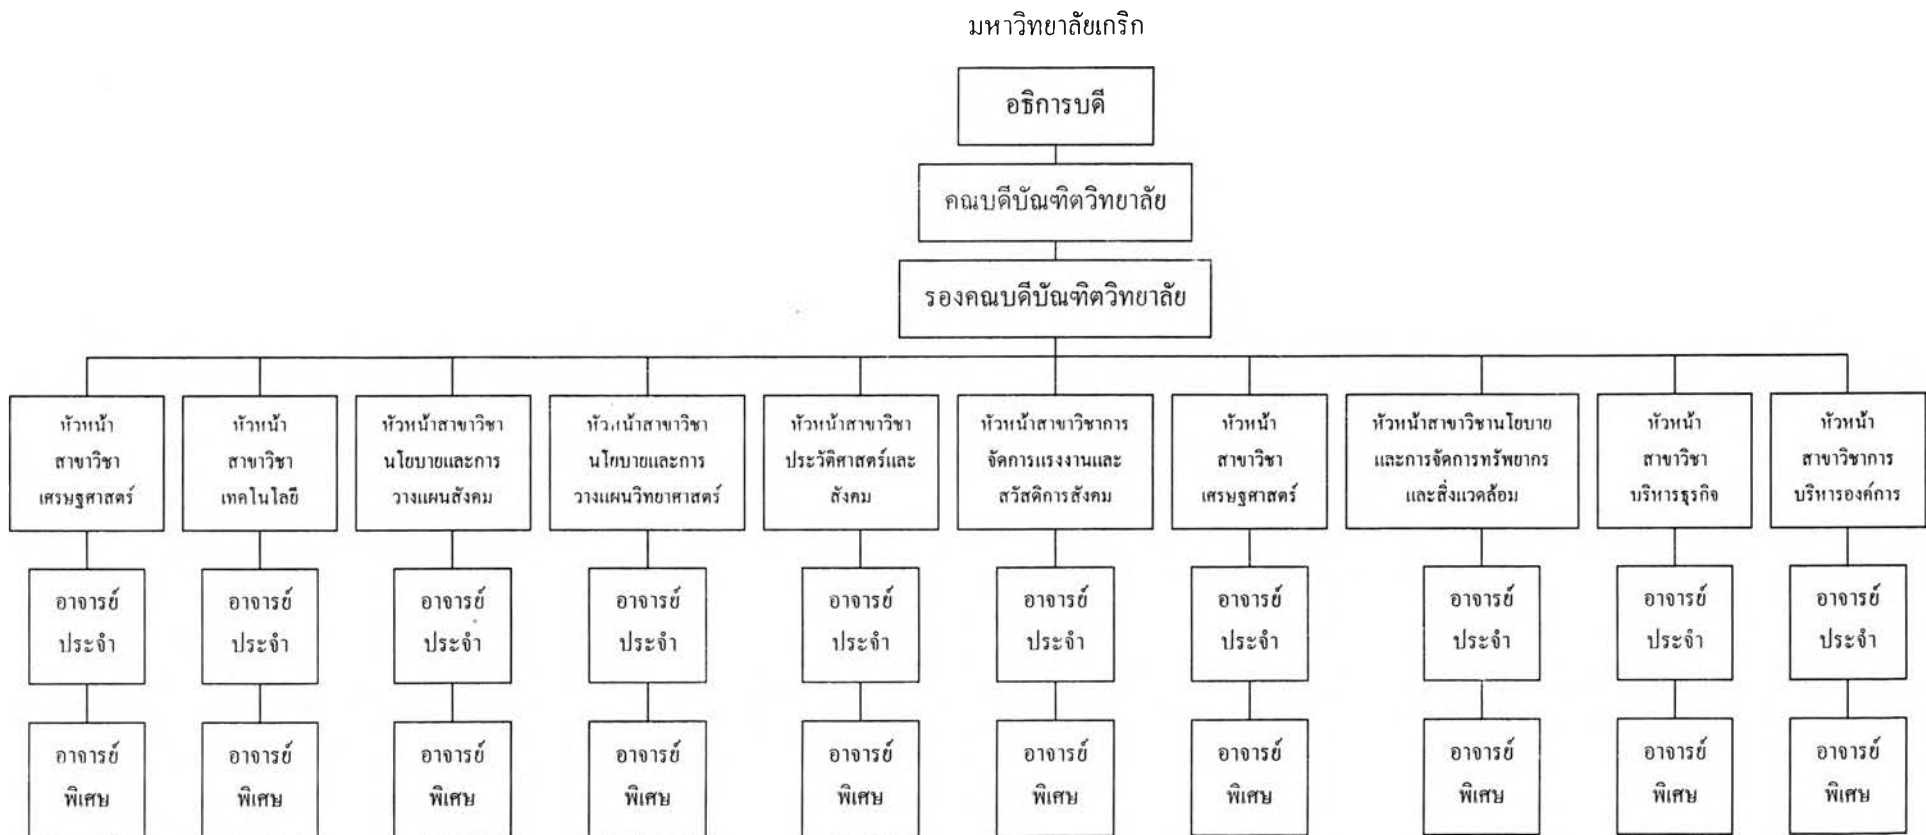 มหาวิทยาลัยเกริก
อธิการบดี
คณบดีบัณฑิตวิทยาลัย
รองคณบดีบัณฑิตวิทยาลัย
หัวหน้า
สาขาวิชา
เศรษฐศาสตร์
หัวหน้า
สาขาวิชา
เทคโนโลยี
หัวหน้าสาขาวิชา
นโยบายและการ
วางแผนสังคม
หัวหน้าสาขาวิชา
นโยบายและการ
วางแผนวิทยาศาสตร์
หัวหน้าสาขาวิชา
ประวัติศาสตร์และ
สังคม
หัวหน้าสาขาวิชาการ
จัดการแรงงานและ
สวัสดิการสังคม
หัวหน้า
สาขาวิชา
เศรษฐศาสตร์
หัวหน้าสาขาวิชานโยบาย
และการจัดการทรัพยากร
และสิ่งแวดล้อม
หัวหน้า
สาขาวิชา
บริหารธุรกิจ
หัวหน้า
สาขาวิชาการ
บริหารองค์การ
อาจารย์
ประจำ
อาจารย์
ประจำ
อาจารย์
ประจำ
อาจารย์
ประจำ
อาจารย์
ประจำ
อาจารย์
ประจำ
อาจารย์
ประจำ
อาจารย์
ประจำ
อาจารย์
ประจำ
อาจารย์
ประจำ
อาจารย์
พิเศษ
อาจารย์
พิเศษ
อาจารย์
พิเศษ
อาจารย์
พิเศษ
อาจารย์
พิเศษ
อาจารย์
พิเศษ
อาจารย์
พิเศษ
อาจารย์
พิเศษ
อาจารย์
พิเศษ
อาจารย์
พิเศษ